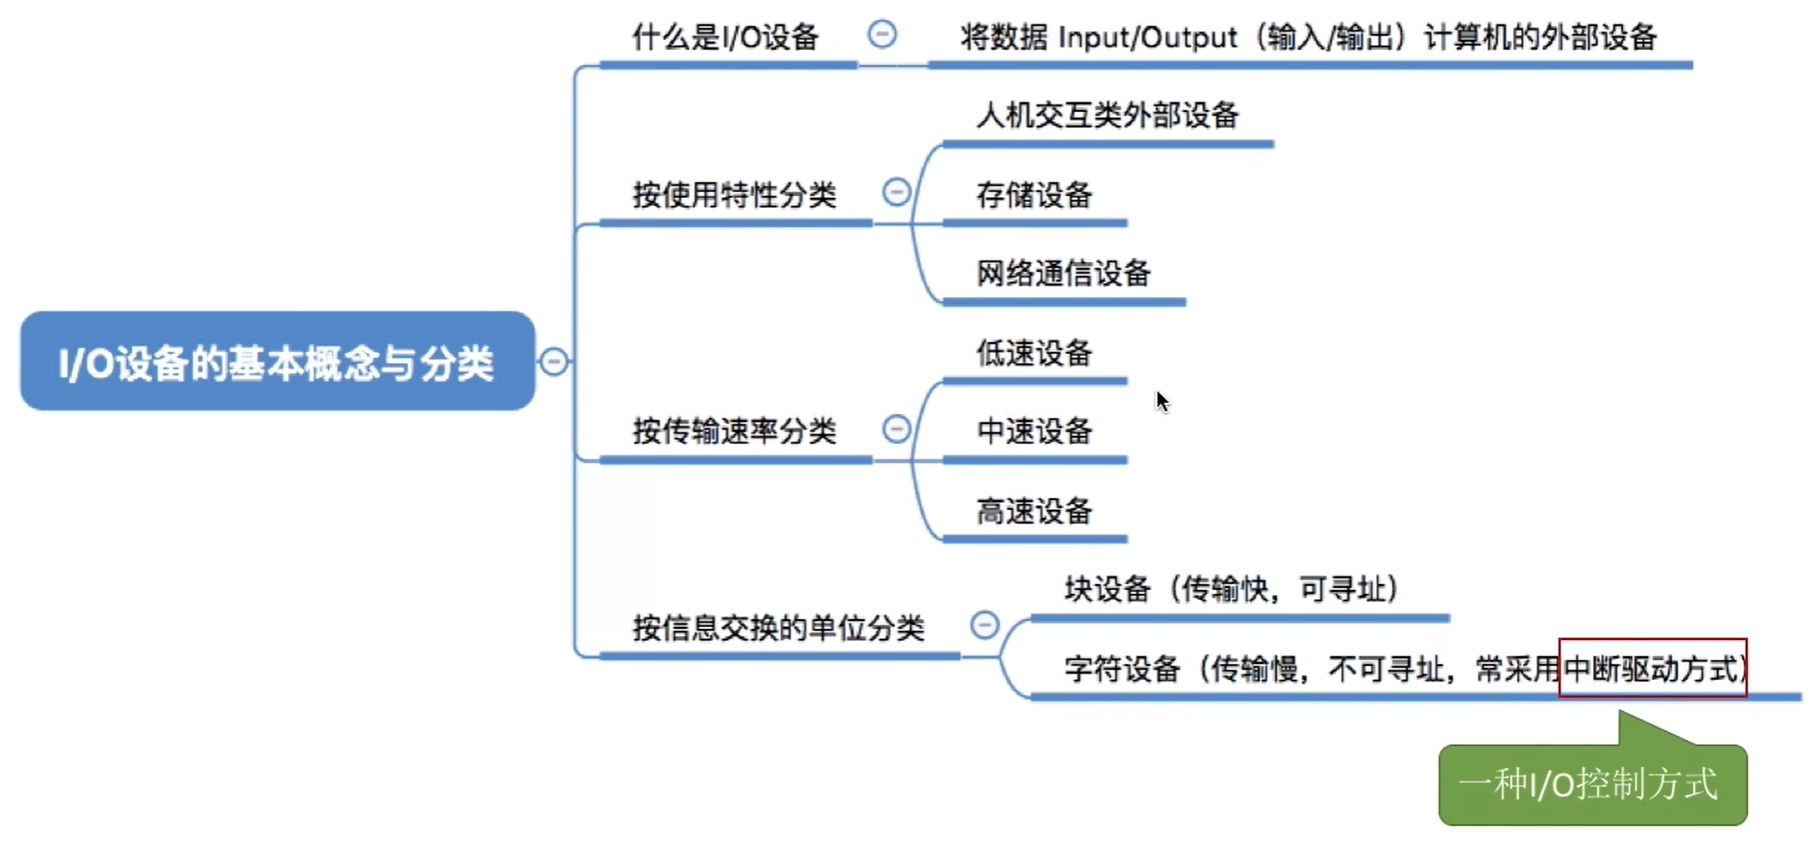 什么是I/O设备
将数据 Input/Output（输入/输出）计算机的外部设备
人机交互类外部设备
按使用特性分类
存储设备
网络通信设备
I/O设备的基本概念与分类
低速设备
按传输速率分类
中速设备
高速设备
块设备（传输快，可寻址）
按信息交换的单位分类
字符设备（传输慢，不可寻址，常采用中断驱动方式）
一种I/O控制方式